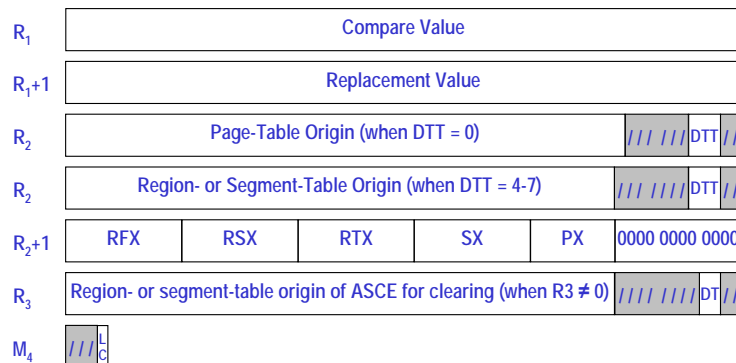 R1 Compare Value
R1+1 Replacement Value
R2 Page-Table Origin (when DTT = 0) /// /// DTT //
R2 Region- or Segment-Table Origin (when DTT = 4-7) /// //// DTT //
R2+1 RFX RSX RTX SX PX 0000 0000 0000
R3 Region- or segment-table origin of ASCE for clearing (when R3 ≠ 0) //// //// DT //
M4 /// LC